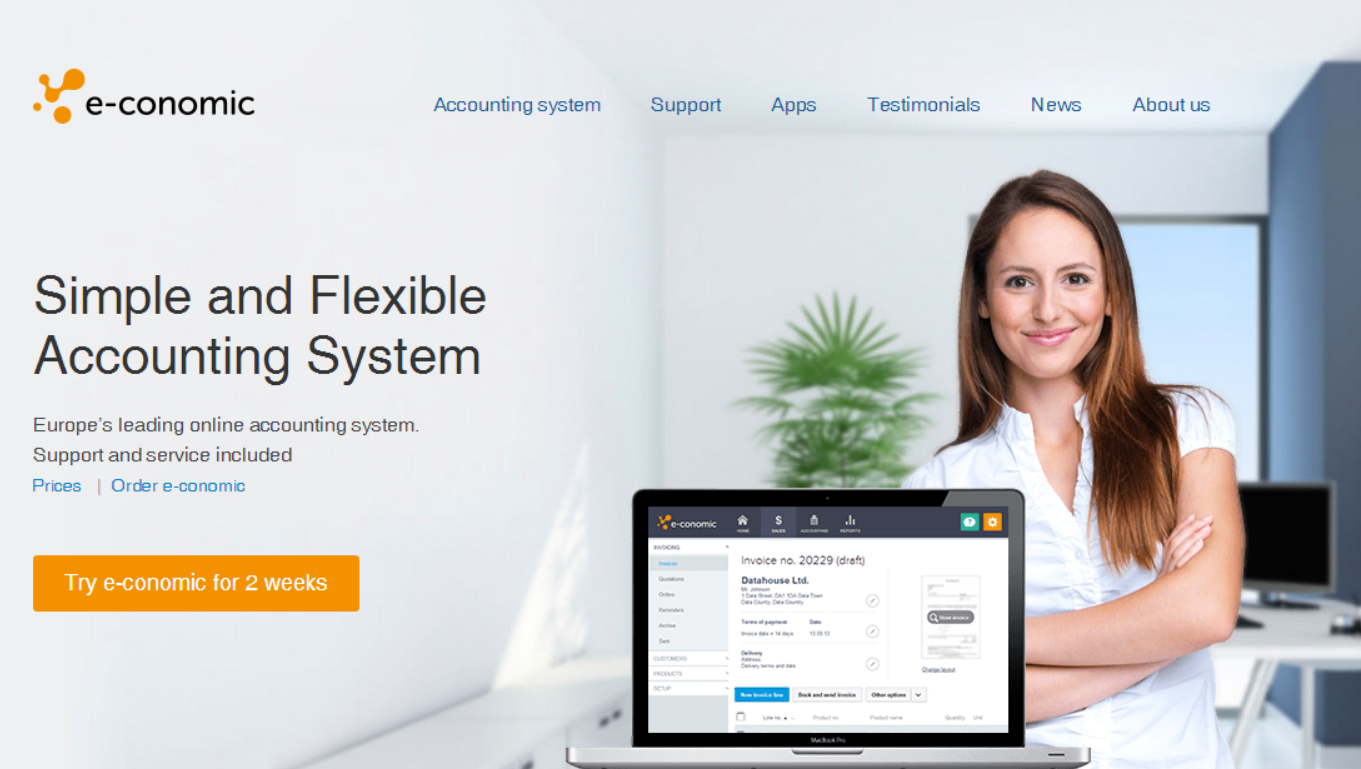 e-conomic
Accounting system Support Apps Testimonials News About us
Simple and Flexible
Accounting System
Europe's leading online accounting system.
Support and service included
Prices | Order e-conomic
Try e-conomic for 2 weeks
e-conomic
HOME SALES ACCOUNTING REPORTS
INVOICING
Invoices
Quotations
Orders
Reminders
Archive
Sent
CUSTOMERS
PRODUCTS
SETUP
Invoice no. 20229 (draft)
Datahouse Ltd.
Mr. Johnson
1 Data Street, DA1 1DA Data Town
Data County, Data Country
Terms of payment Date
Invoice date + 14 days
Delivery
Address
Delivery terms and date
Show invoice
Change layout
New invoice line Book and send invoice Other options
Line no. Product no. Product name Quantity Unit
MacBook Pro